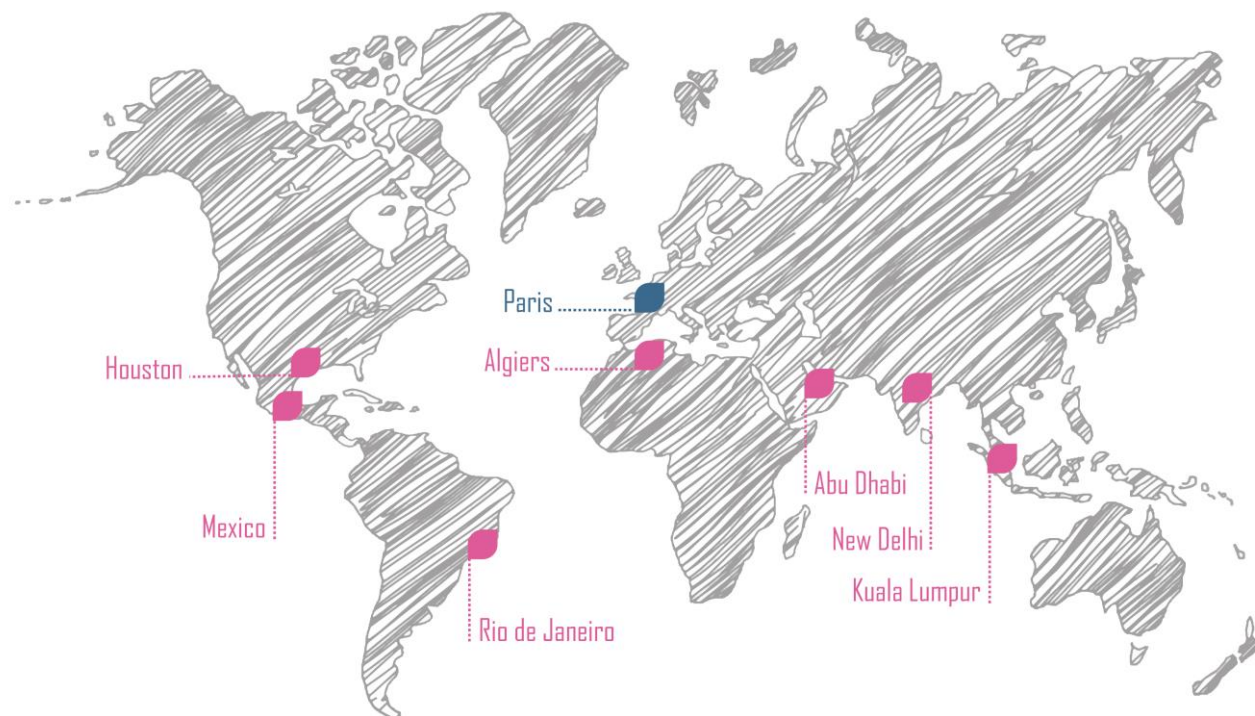 Paris
Houston
Algiers
Abu Dhabi
Mexico
New Delhi
Kuala Lumpur
Rio de Janeiro